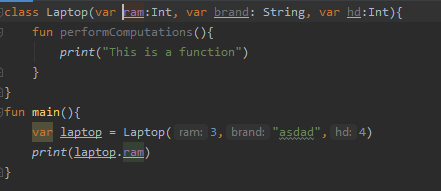 class Laptop(var ram:Int, var brand: String, var hd:Int){
fun performComputations(){
print("This is a function")
}
}
fun main(){
var laptop = Laptop( ram: 3, brand: "asdad", hd: 4)
print(laptop.ram)
}